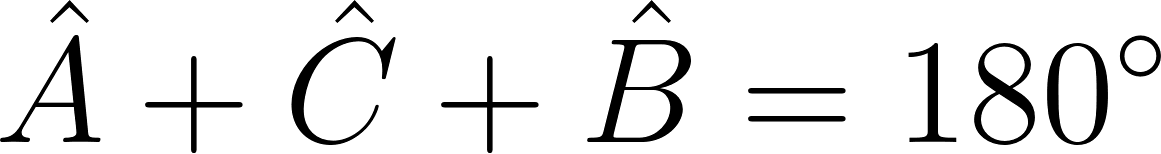 Â + Ĉ + B̂ = 180°